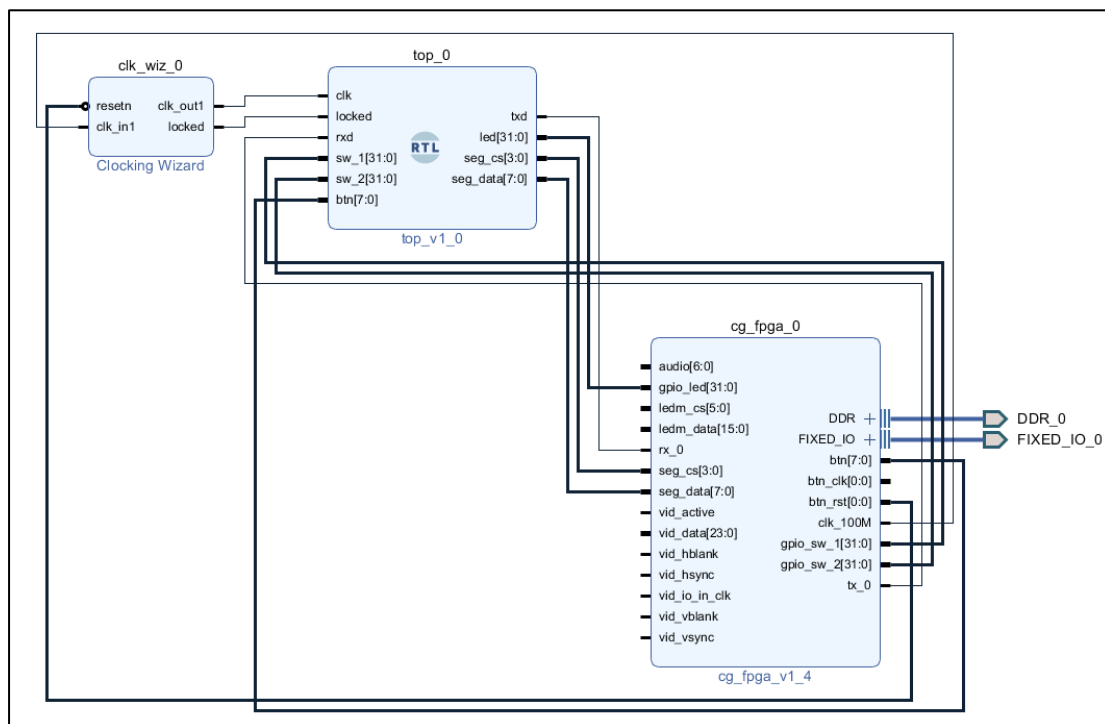 clk_wiz_0
resetn
clk_in1
clk_out1
locked
Clocking Wizard
top_0
clk
locked
rxd
sw_1[31:0]
sw_2[31:0]
btn[7:0]
RTL
txd
led[31:0]
seg_cs[3:0]
seg_data[7:0]
top_v1_0
cg_fpga_0
audio[6:0]
gpio_led[31:0]
ledm_cs[5:0]
ledm_data[15:0]
rx_0
seg_cs[3:0]
seg_data[7:0]
vid_active
vid_data[23:0]
vid_hblank
vid_hsync
vid_io_in_clk
vid_vblank
vid_vsync
DDR
FIXED_IO
btn[7:0]
btn_clk[0:0]
btn_rst[0:0]
clk_100M
gpio_sw_1[31:0]
gpio_sw_2[31:0]
tx_0
cg_fpga_v1_4
DDR_0
FIXED_IO_0